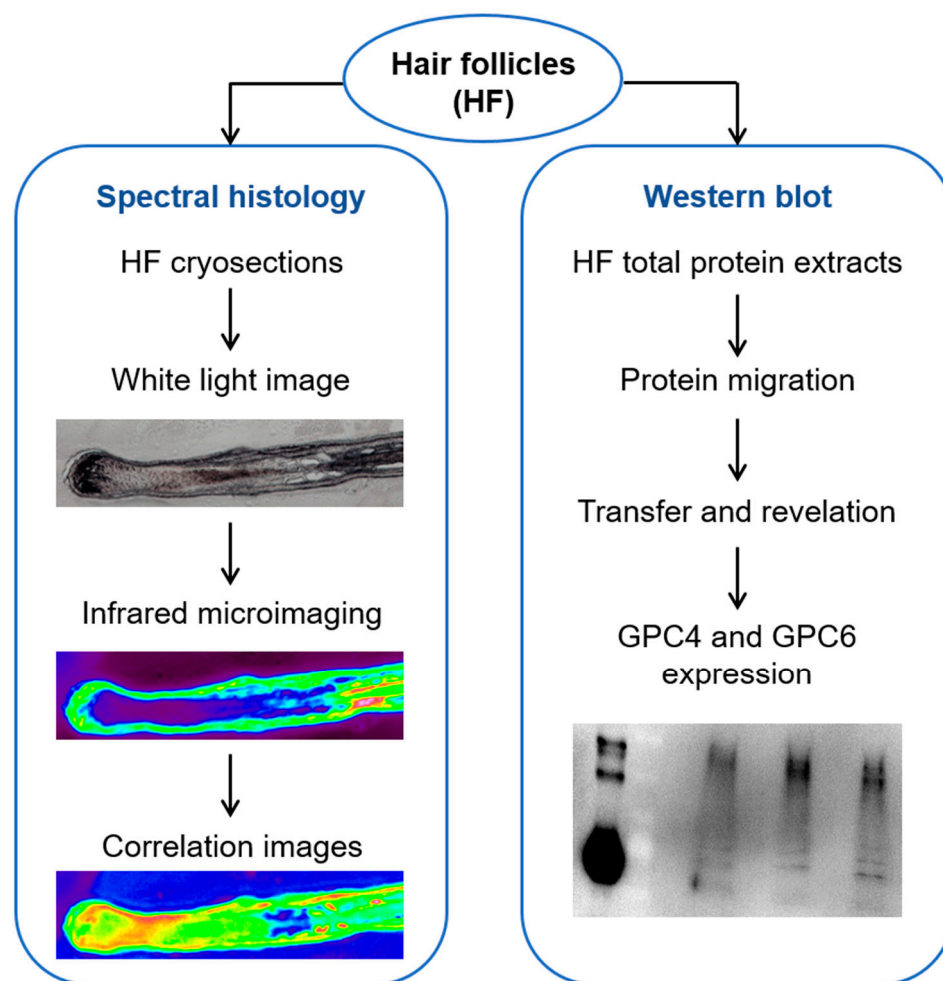 Hair follicles
(HF)
Spectral histology
HF cryosections
White light image
Infrared microimaging
Correlation images
Western blot
HF total protein extracts
Protein migration
Transfer and revelation
GPC4 and GPC6
expression